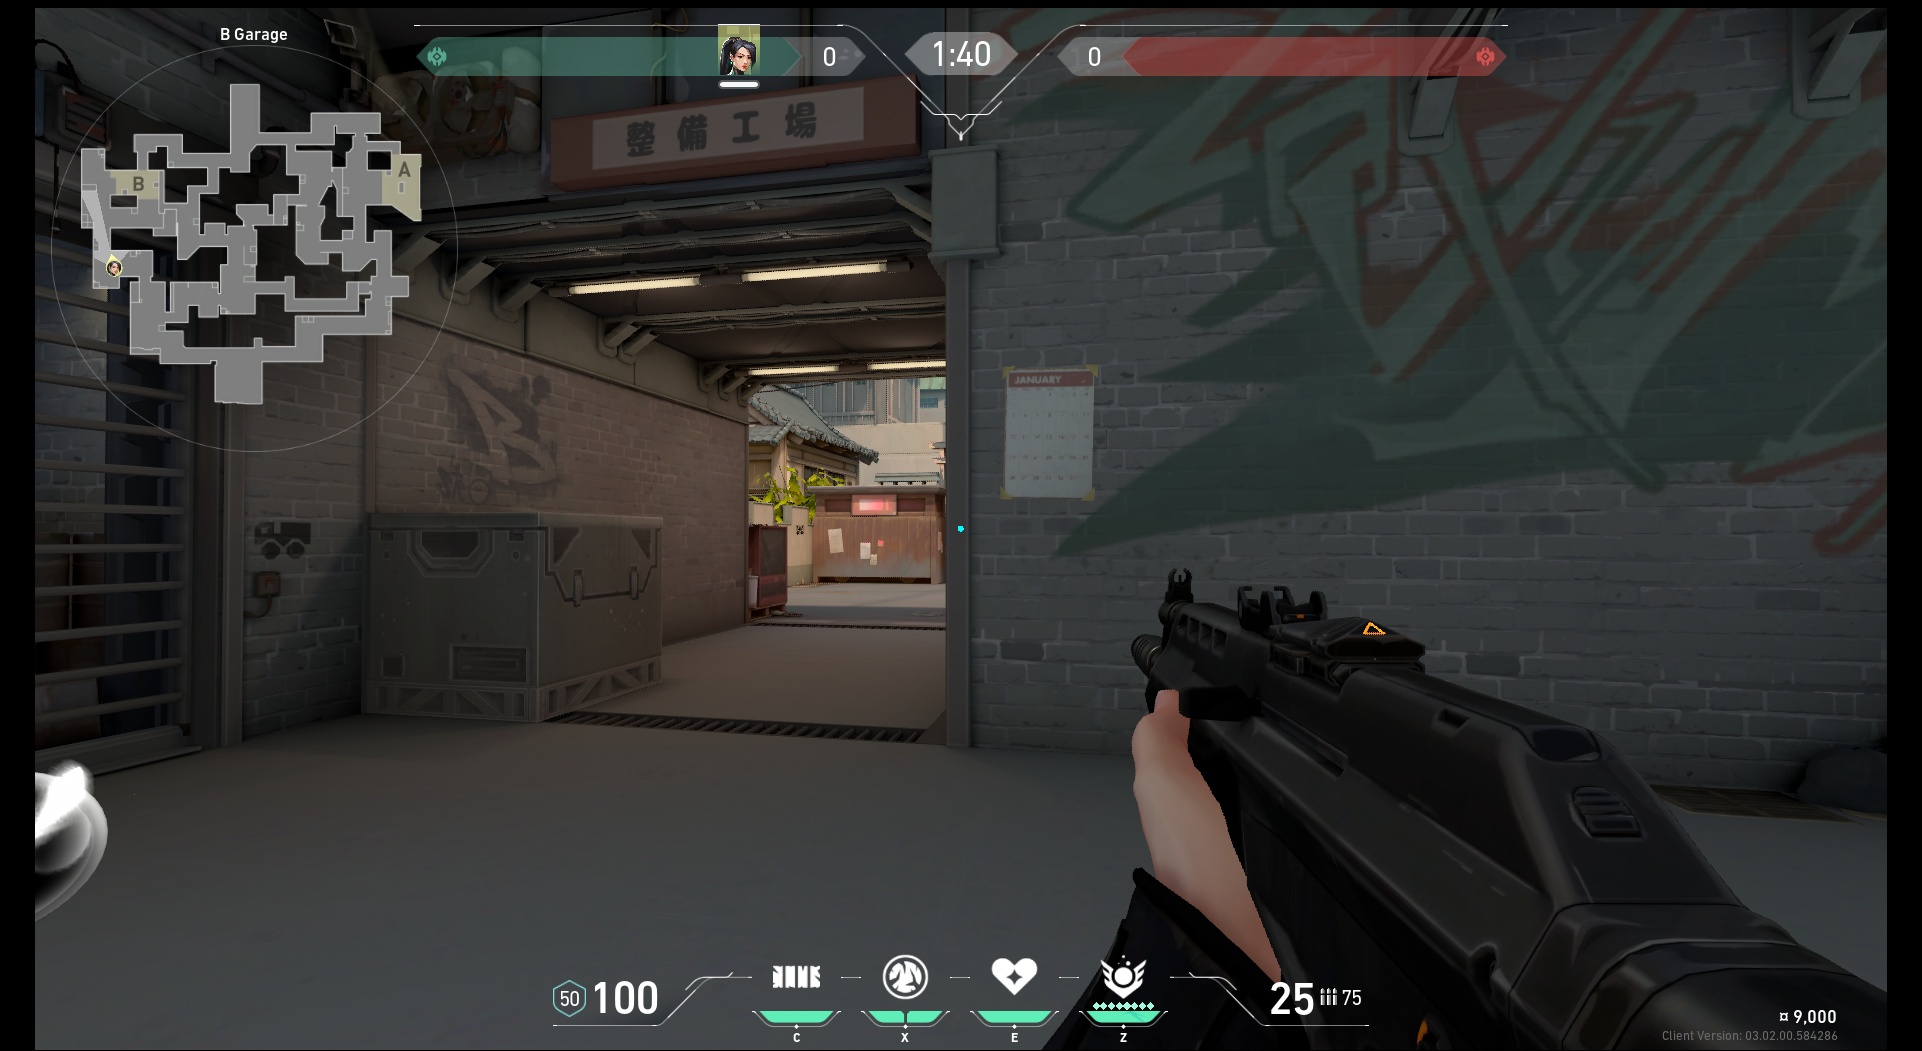 B Garage
0
1:40
0
整備工場
B
A
JANUARY
50
100
25
75
C
X
E
Z
¤ 9,000
Client Version: 03.02.00.584286